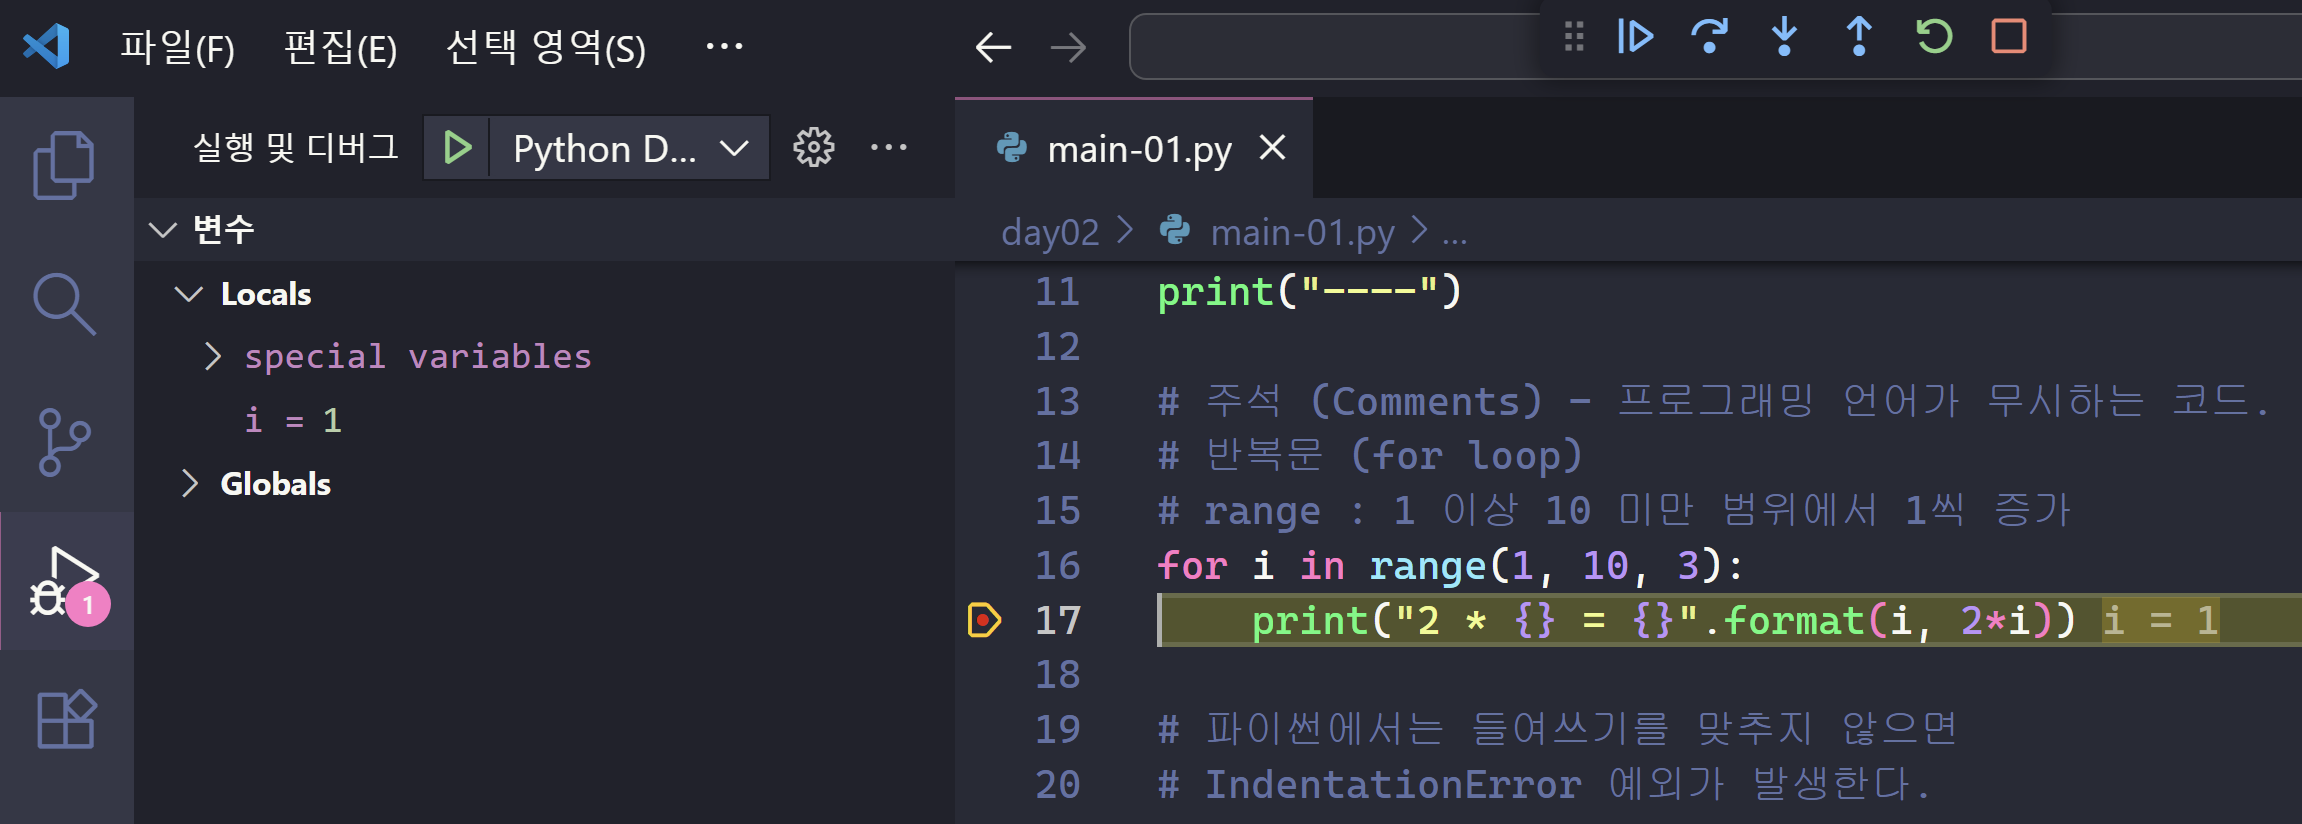 파일(F) 편집(E) 선택 영역(S) ...
실행 및 디버그 Python D... ...
main-01.py
변수
day02 > main-01.py > ...
Locals
special variables
i = 1
Globals
1
11 print("----")
12
13 # 주석 (Comments) - 프로그래밍 언어가 무시하는 코드.
14 # 반복문 (for loop)
15 # range : 1 이상 10 미만 범위에서 1씩 증가
16 for i in range(1, 10, 3):
17 print("2 * {} = {}".format(i, 2*i)) i = 1
18
19 # 파이썬에서는 들여쓰기를 맞추지 않으면
20 # IndentationError 예외가 발생한다.